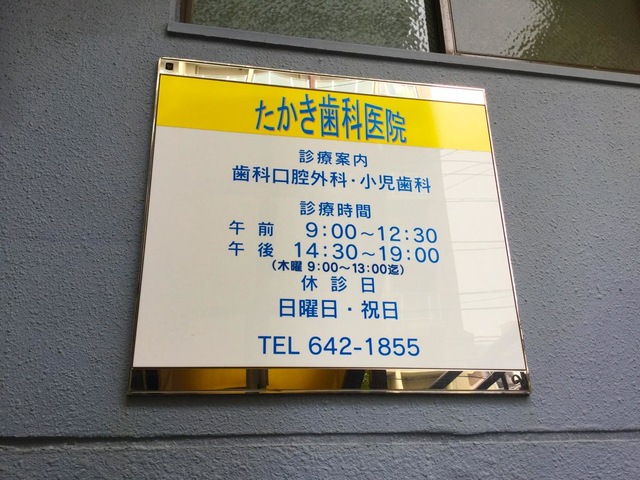 たかき歯科医院
診療案内
歯科口腔外科・小児歯科
診療時間
午前 9:00～12:30
午後 14:30～19:00
(木曜 9:00～13:00迄)
休診日
日曜日・祝日
TEL 642-1855